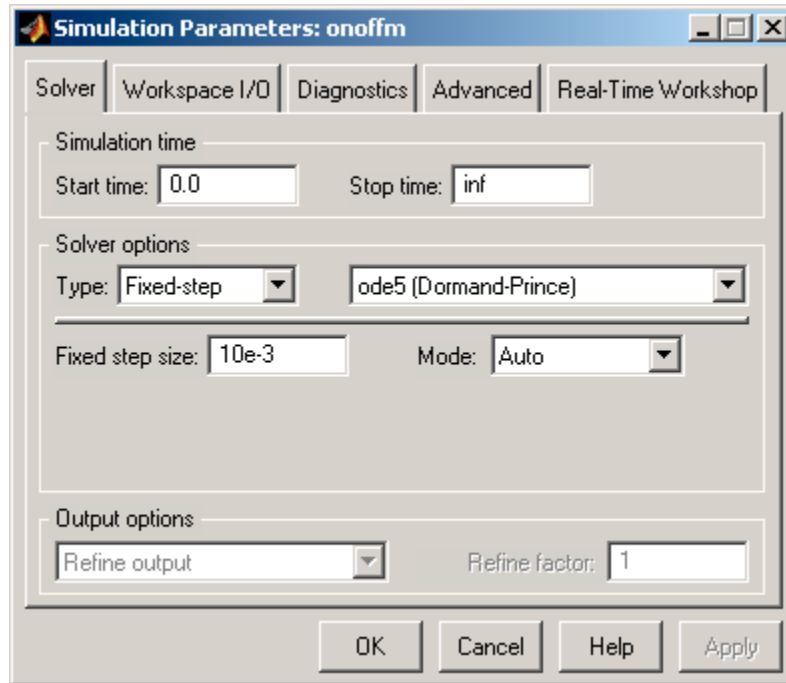 Simulation Parameters: onoffm
Solver Workspace I/O Diagnostics Advanced Real-Time Workshop
Simulation time
Start time: 0.0 Stop time: inf
Solver options
Type: Fixed-step ode5 (Dormand-Prince)
Fixed step size: 10e-3 Mode: Auto
Output options
Refine output Refine factor: 1
OK Cancel Help Apply